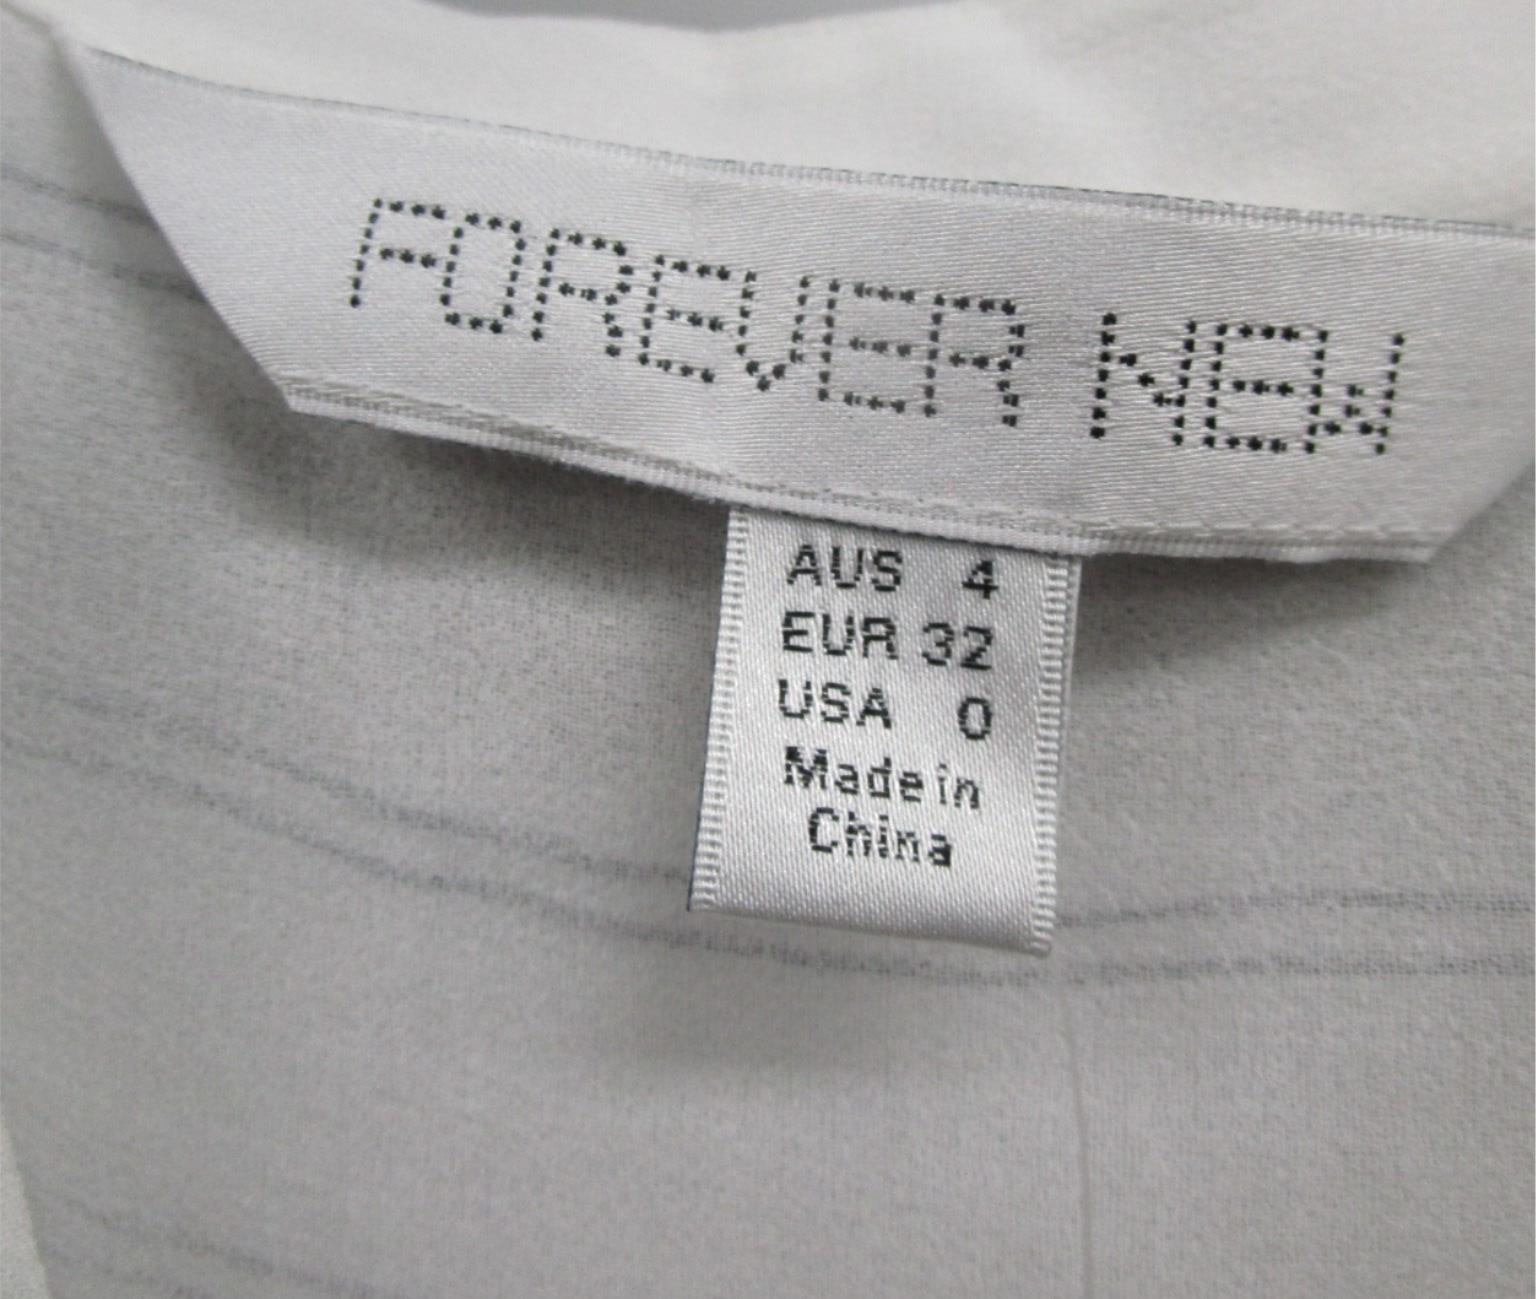 FOREVER NEW
AUS 4
EUR 32
USA 0
Made in
China